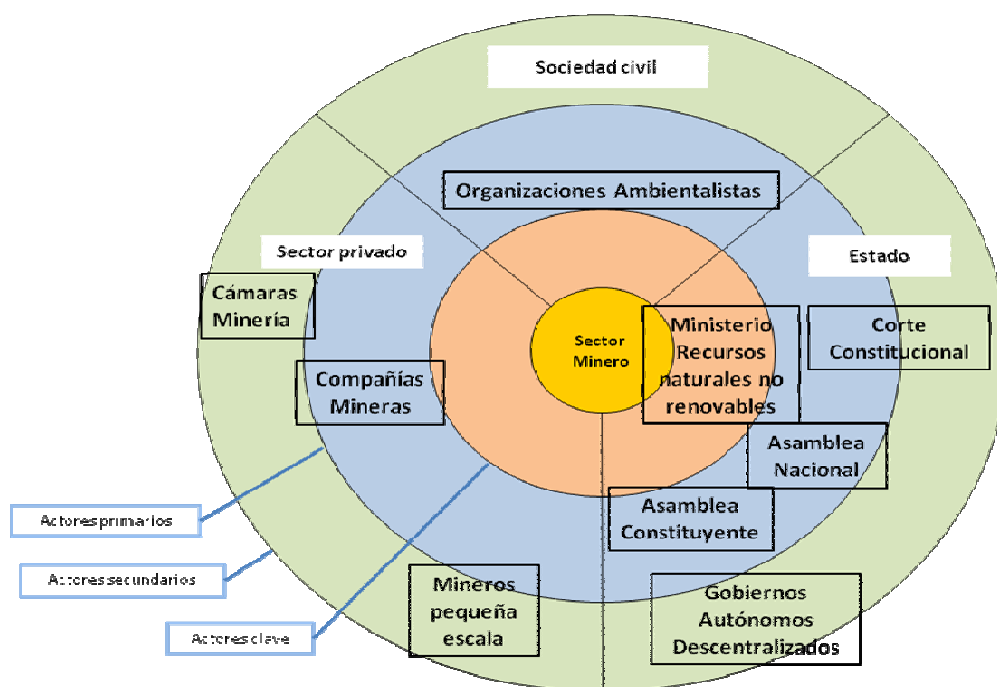 Sociedad civil
Organizaciones Ambientalistas
Sector privado
Estado
Cámaras
Minería
Ministerio
Recursos
naturales no
renovables
Corte
Constitucional
Sector
Minero
Compañías
Mineras
Asamblea
Nacional
Asamblea
Constituyente
Actores primarios
Actores secundarios
Actores clave
Mineros
pequeña
escala
Gobiernos
Autónomos
Descentralizados